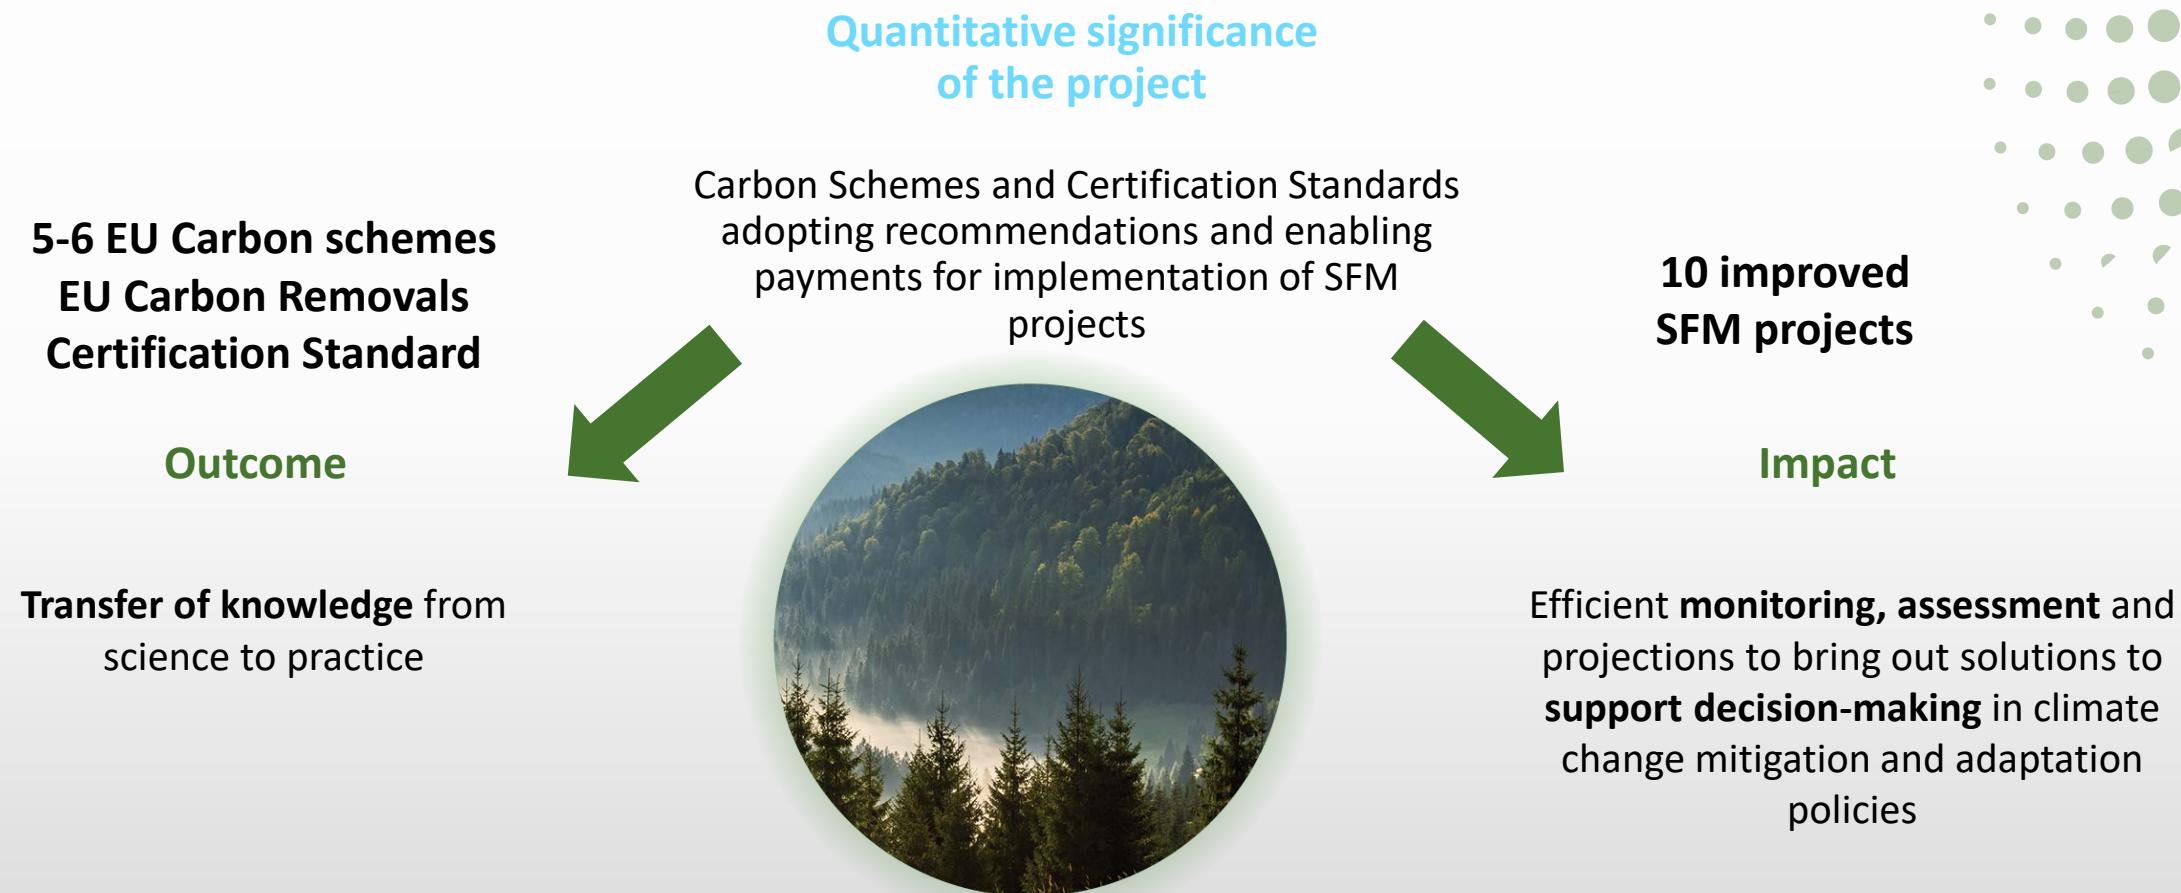 Quantitative significance
of the project
Carbon Schemes and Certification Standards
adopting recommendations and enabling
payments for implementation of SFM
projects
5-6 EU Carbon schemes
EU Carbon Removals
Certification Standard
Outcome
Transfer of knowledge from
science to practice
10 improved
SFM projects
Impact
Efficient monitoring, assessment and
projections to bring out solutions to
support decision-making in climate
change mitigation and adaptation
policies